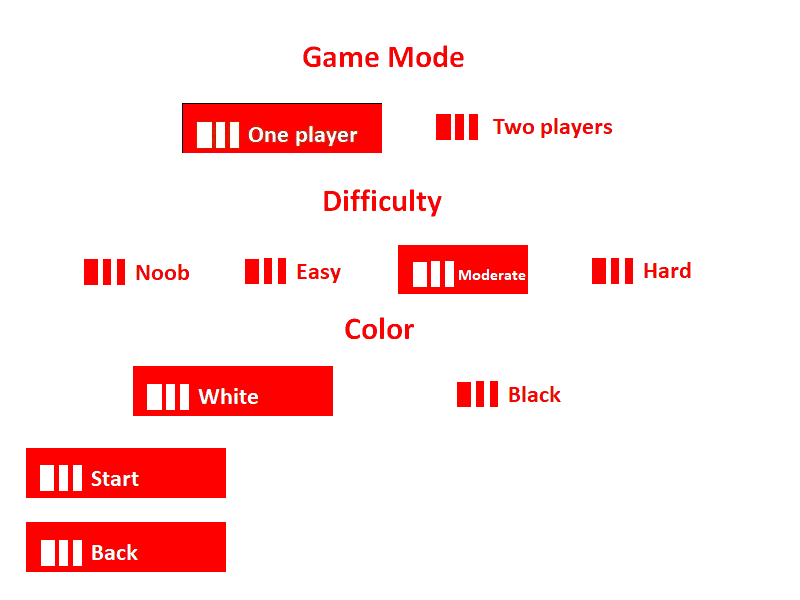 Game Mode
One player Two players
Difficulty
Noob Easy Moderate Hard
Color
White Black
Start
Back